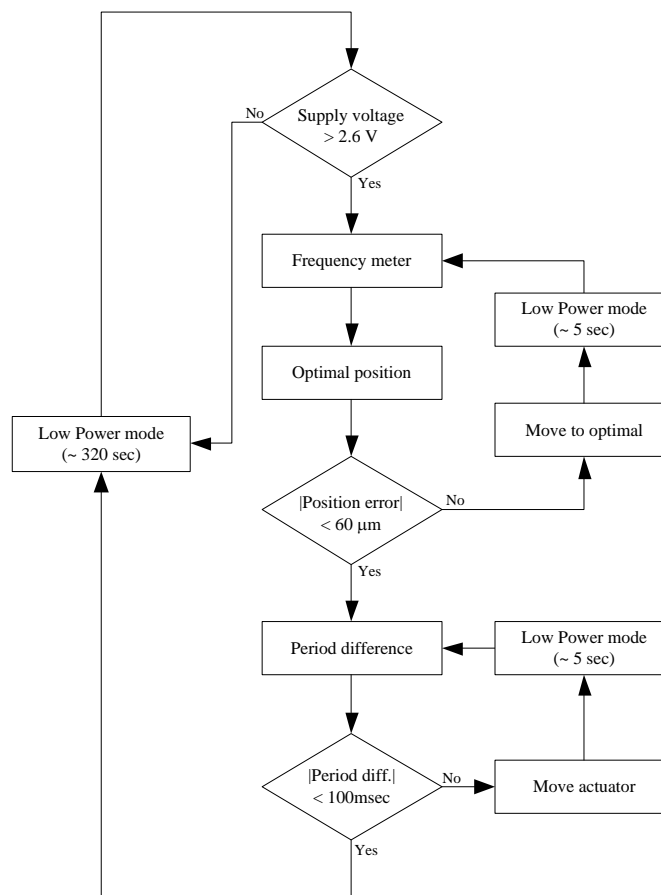 No
Supply voltage
> 2.6 V
Yes
Frequency meter
Low Power mode
(~ 5 sec)
Optimal position
Low Power mode
(~ 320 sec)
Move to optimal
|Position error|
< 60 μm
No
Yes
Period difference
Low Power mode
(~ 5 sec)
|Period diff.|
< 100msec
No
Move actuator
Yes